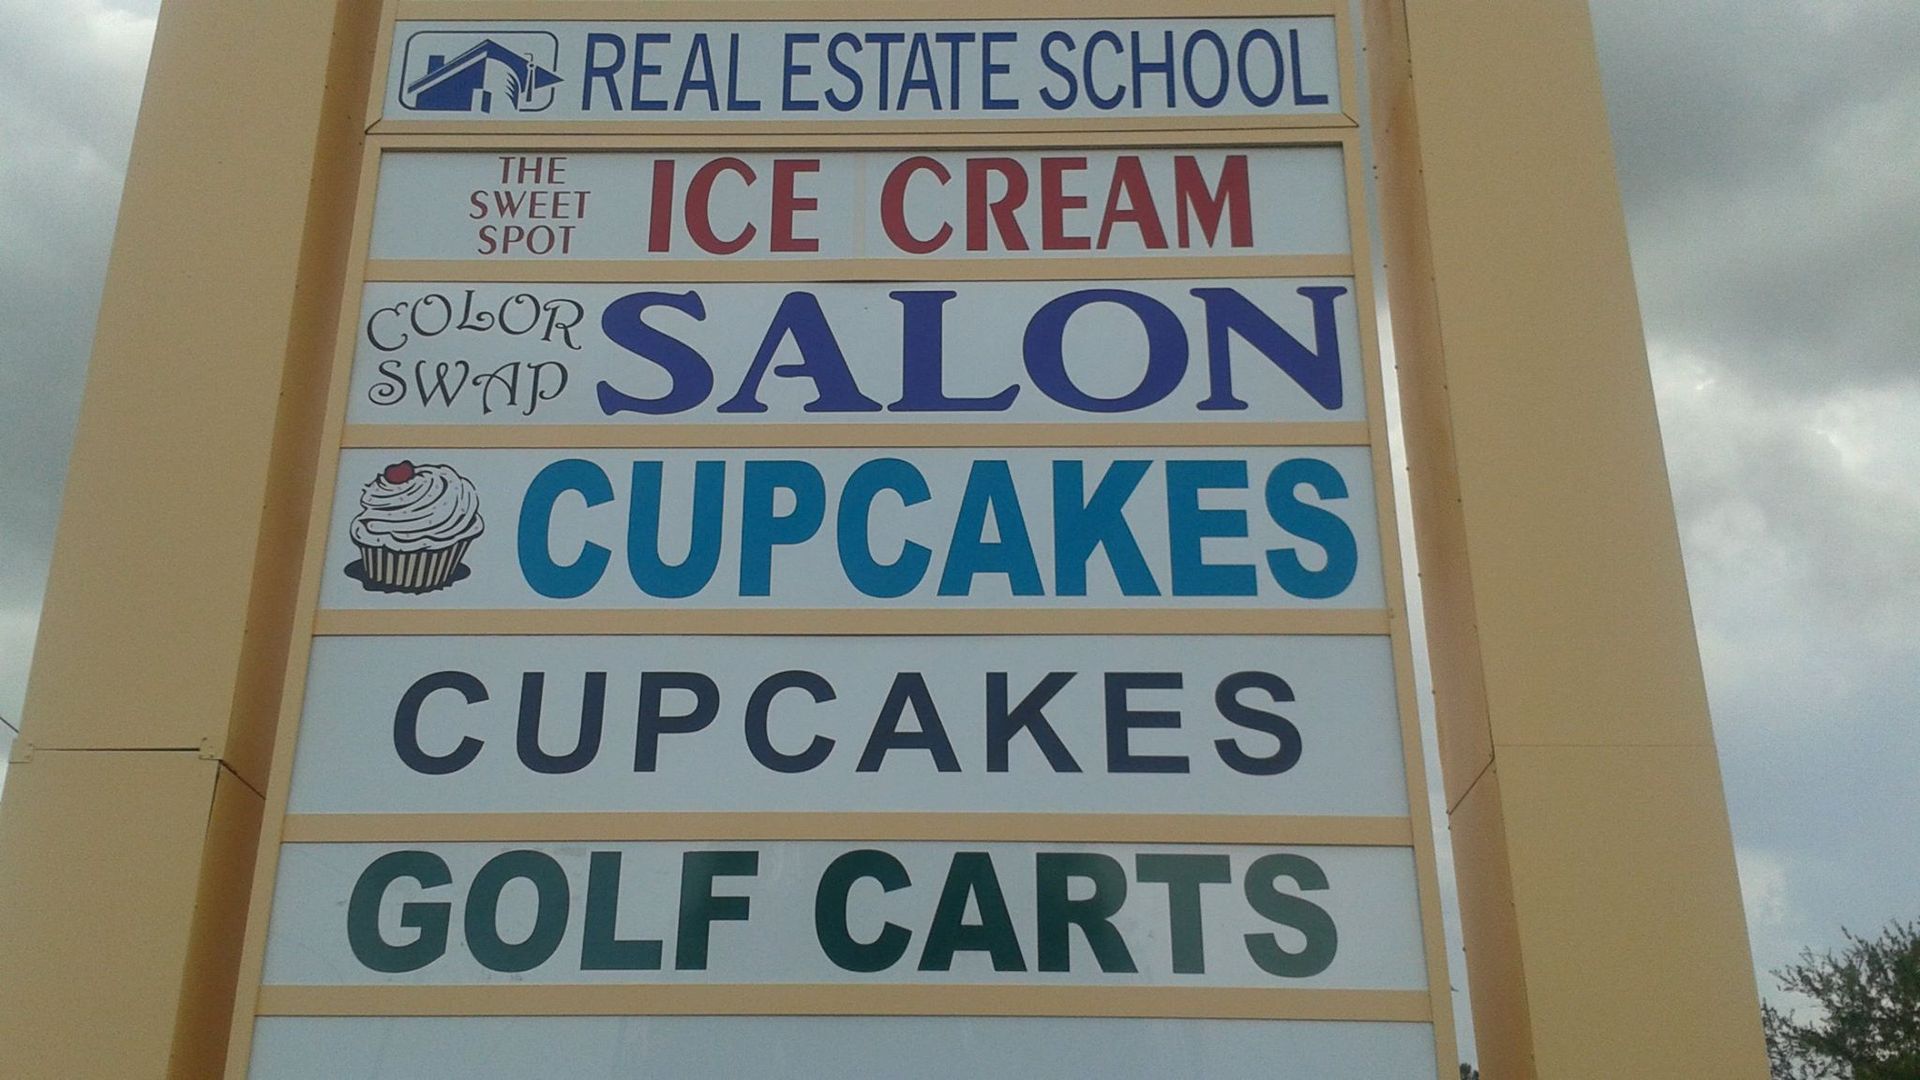 REAL ESTATE SCHOOL
THE SWEET SPOT ICE CREAM
COLOR SWAP SALON
CUPCAKES
CUPCAKES
GOLF CARTS